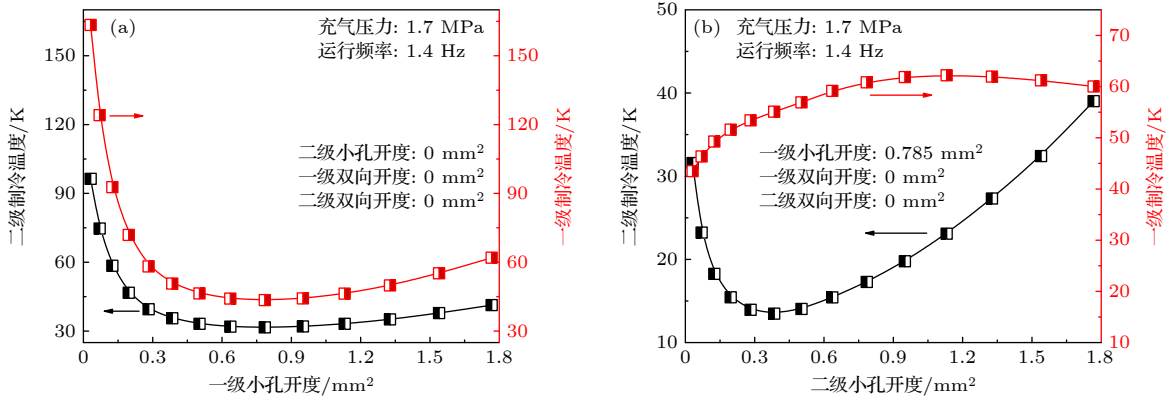 (a)
充气压力: 1.7 MPa
运行频率: 1.4 Hz
二级小孔开度: 0 mm²
一级双向开度: 0 mm²
二级双向开度: 0 mm²
二级制冷温度/K
150
120
90
60
30
一级制冷温度/K
150
120
90
60
30
0
0.3
0.6
0.9
1.2
1.5
1.8
一级小孔开度/mm²
(b)
充气压力: 1.7 MPa
运行频率: 1.4 Hz
一级小孔开度: 0.785 mm²
一级双向开度: 0 mm²
二级双向开度: 0 mm²
二级制冷温度/K
50
40
30
20
10
一级制冷温度/K
75
70
60
50
40
30
20
10
0
0.3
0.6
0.9
1.2
1.5
1.8
二级小孔开度/mm²